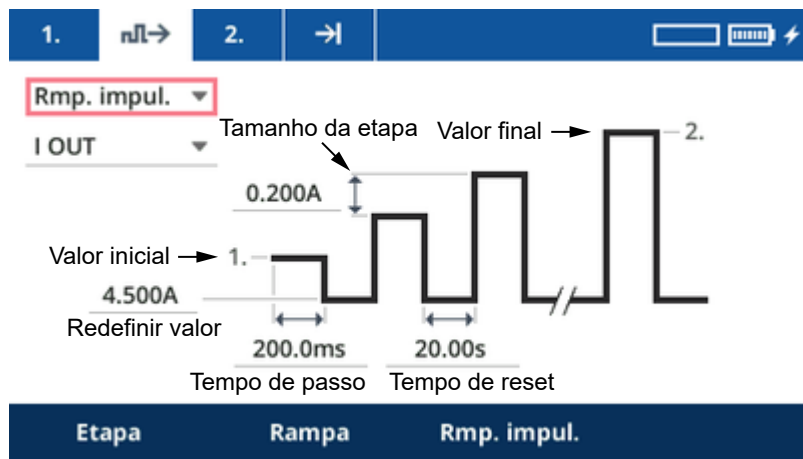 1.
2.
Rmp. impul.
I OUT
Tamanho da etapa
Valor final
2.
0.200A
Valor inicial
1.
4.500A
Redefinir valor
200.0ms
20.00s
Tempo de passo
Tempo de reset
Etapa
Rampa
Rmp. impul.